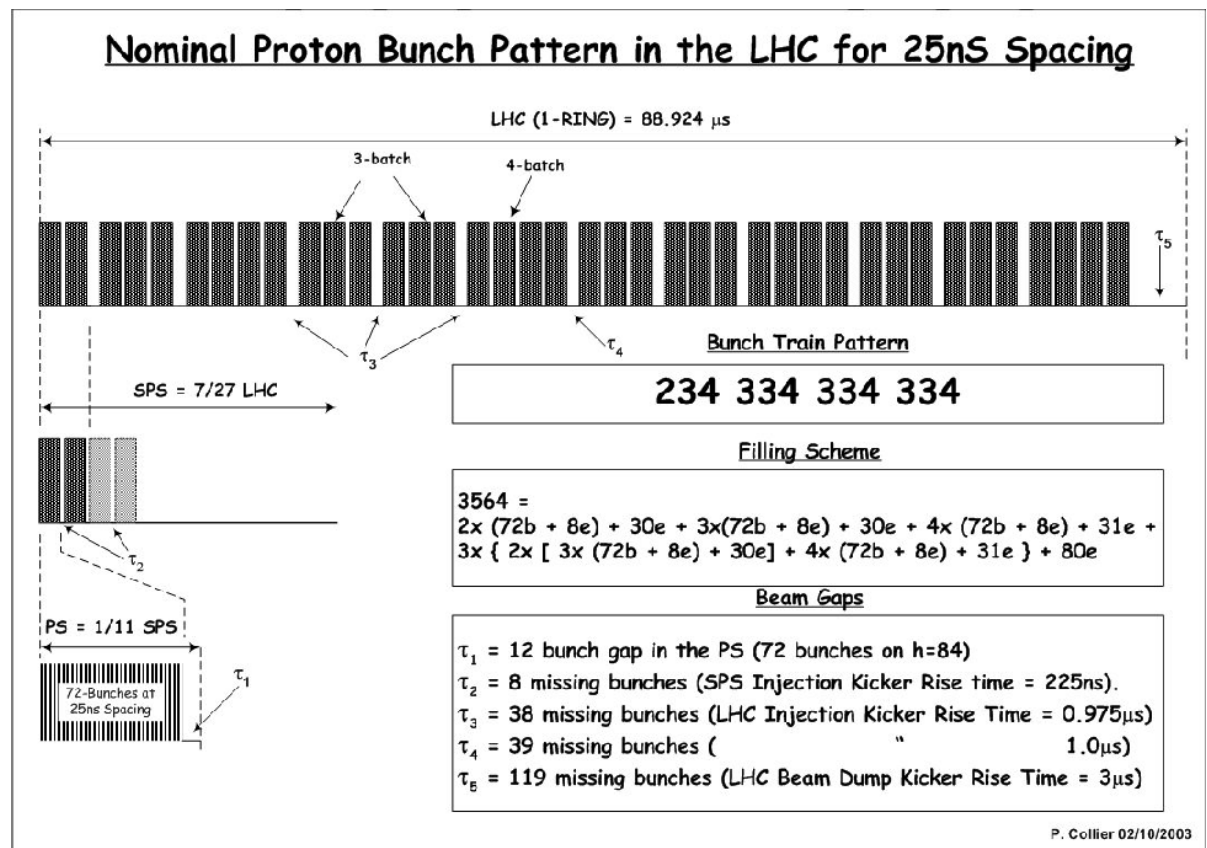 Nominal Proton Bunch Pattern in the LHC for 25nS Spacing
LHC (1-RING) = 88.924 μs
3-batch
4-batch
τ5
τ3
τ4
SPS = 7/27 LHC
τ2
PS = 1/11 SPS
τ1
72-Bunches at
25ns Spacing
Bunch Train Pattern
234 334 334 334
Filling Scheme
3564 =
2x (72b + 8e) + 30e + 3x(72b + 8e) + 30e + 4x (72b + 8e) + 31e +
3x { 2x [ 3x (72b + 8e) + 30e] + 4x (72b + 8e) + 31e } + 80e
Beam Gaps
τ1 = 12 bunch gap in the PS (72 bunches on h=84)
τ2 = 8 missing bunches (SPS Injection Kicker Rise time = 225ns).
τ3 = 38 missing bunches (LHC Injection Kicker Rise Time = 0.975μs)
τ4 = 39 missing bunches ( " 1.0μs)
τ5 = 119 missing bunches (LHC Beam Dump Kicker Rise Time = 3μs)
P. Collier 02/10/2003